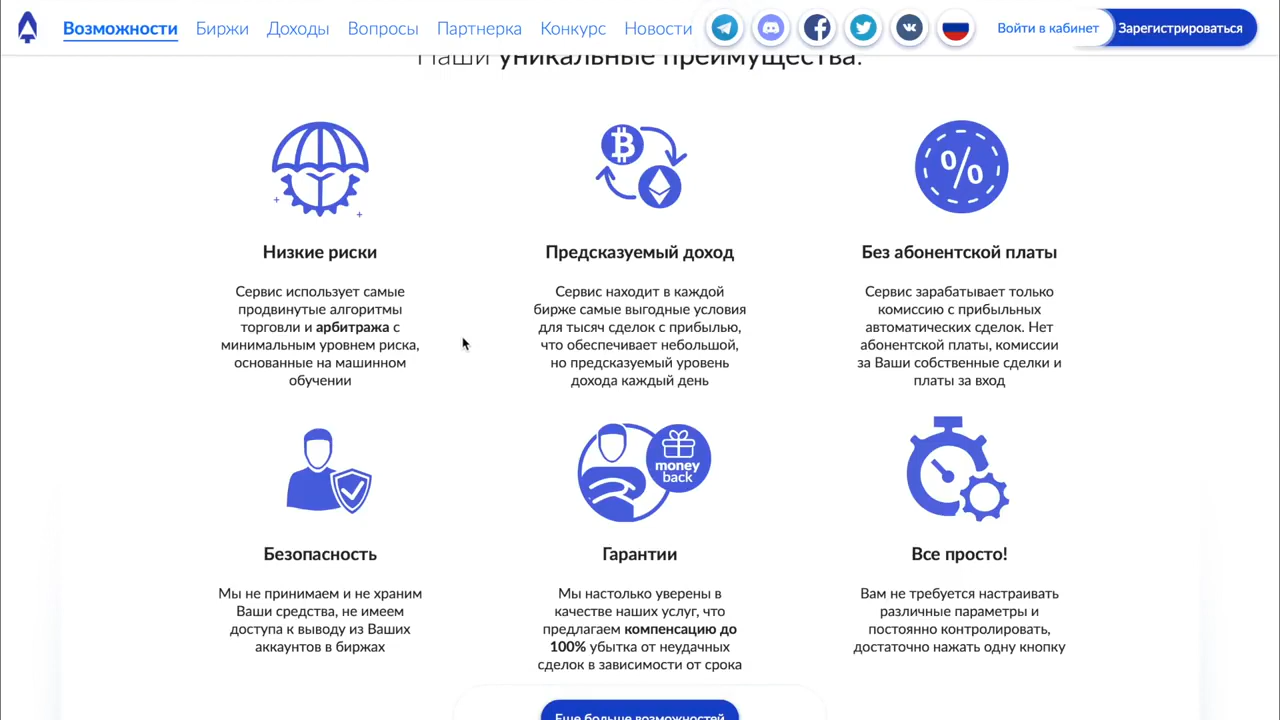 Возможности Биржи Доходы Вопросы Партнерка Конкурс Новости Войти в кабинет Зарегистрироваться
Наши уникальные преимущества:
Низкие риски
Сервис использует самые
продвинутые алгоритмы
торговли и арбитража с
минимальным уровнем риска,
основанные на машинном
обучении
Предсказуемый доход
Сервис находит в каждой
бирже самые выгодные условия
для тысяч сделок с прибылью,
что обеспечивает небольшой,
но предсказуемый уровень
дохода каждый день
%
Без абонентской платы
Сервис зарабатывает только
комиссию с прибыльных
автоматических сделок. Нет
абонентской платы, комиссии
за Ваши собственные сделки и
платы за вход
Безопасность
Мы не принимаем и не храним
Ваши средства, не имеем
доступа к выводу из Ваших
аккаунтов в биржах
money
back
Гарантии
Мы настолько уверены в
качестве наших услуг, что
предлагаем компенсацию до
100% убытка от неудачных
сделок в зависимости от срока
Все просто!
Вам не требуется настраивать
различные параметры и
постоянно контролировать,
достаточно нажать одну кнопку
Еще больше возможностей